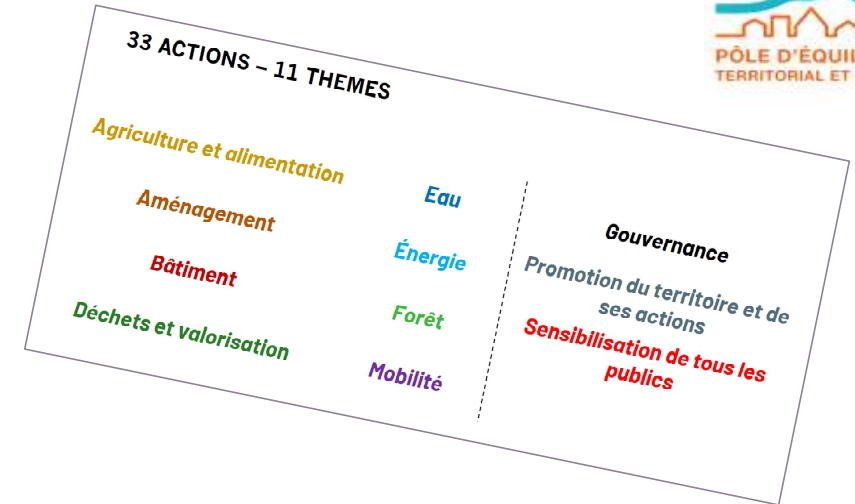 33 ACTIONS – 11 THEMES
Agriculture et alimentation
Aménagement
Bâtiment
Déchets et valorisation
Eau
Énergie
Forêt
Mobilité
Gouvernance
Promotion du territoire et de
ses actions
Sensibilisation de tous les
publics
PÔLE D'ÉQUIL
TERRITORIAL ET